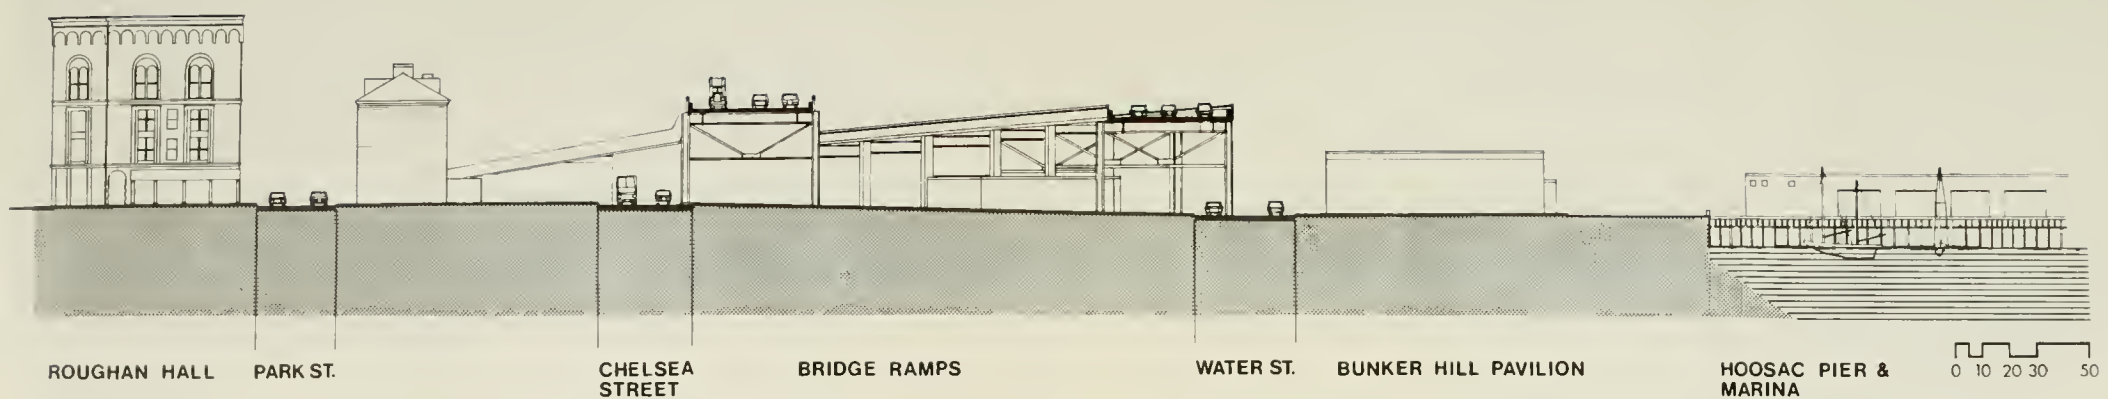 ROUGHAN HALL
PARK ST.
CHELSEA
STREET
BRIDGE RAMPS
WATER ST.
BUNKER HILL PAVILION
HOOSAC PIER &
MARINA
0 10 20 30 50